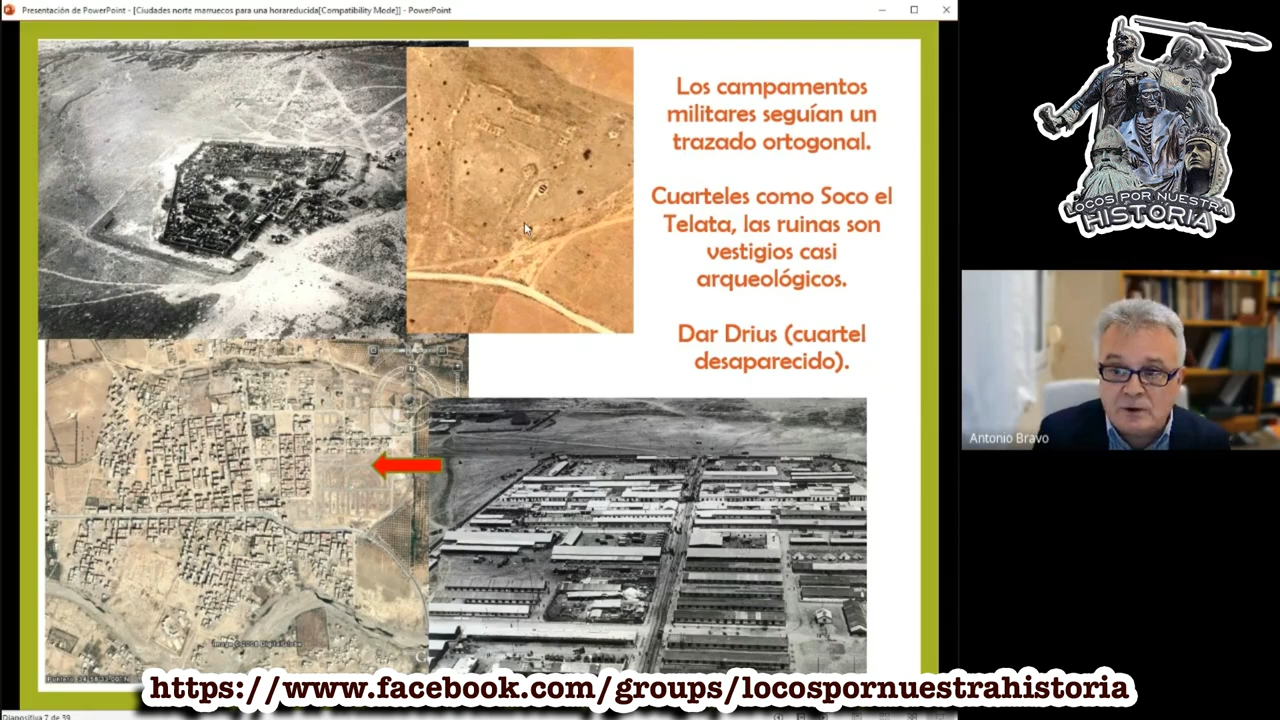 Presentación de PowerPoint - [Ciudades norte marruecos para una horareducida[Compatibility Mode]] - PowerPoint
Los campamentos
militares seguían un
trazado ortogonal.
Cuarteles como Soco el
Telata, las ruinas son
vestigios casi
arqueológicos.
Dar Drius (cuartel
desaparecido).
LOCOS POR NUESTRA
HISTORIA
Antonio Bravo
https://www.facebook.com/groups/locospornuestrahistoria
Diapositiva 7 de 39